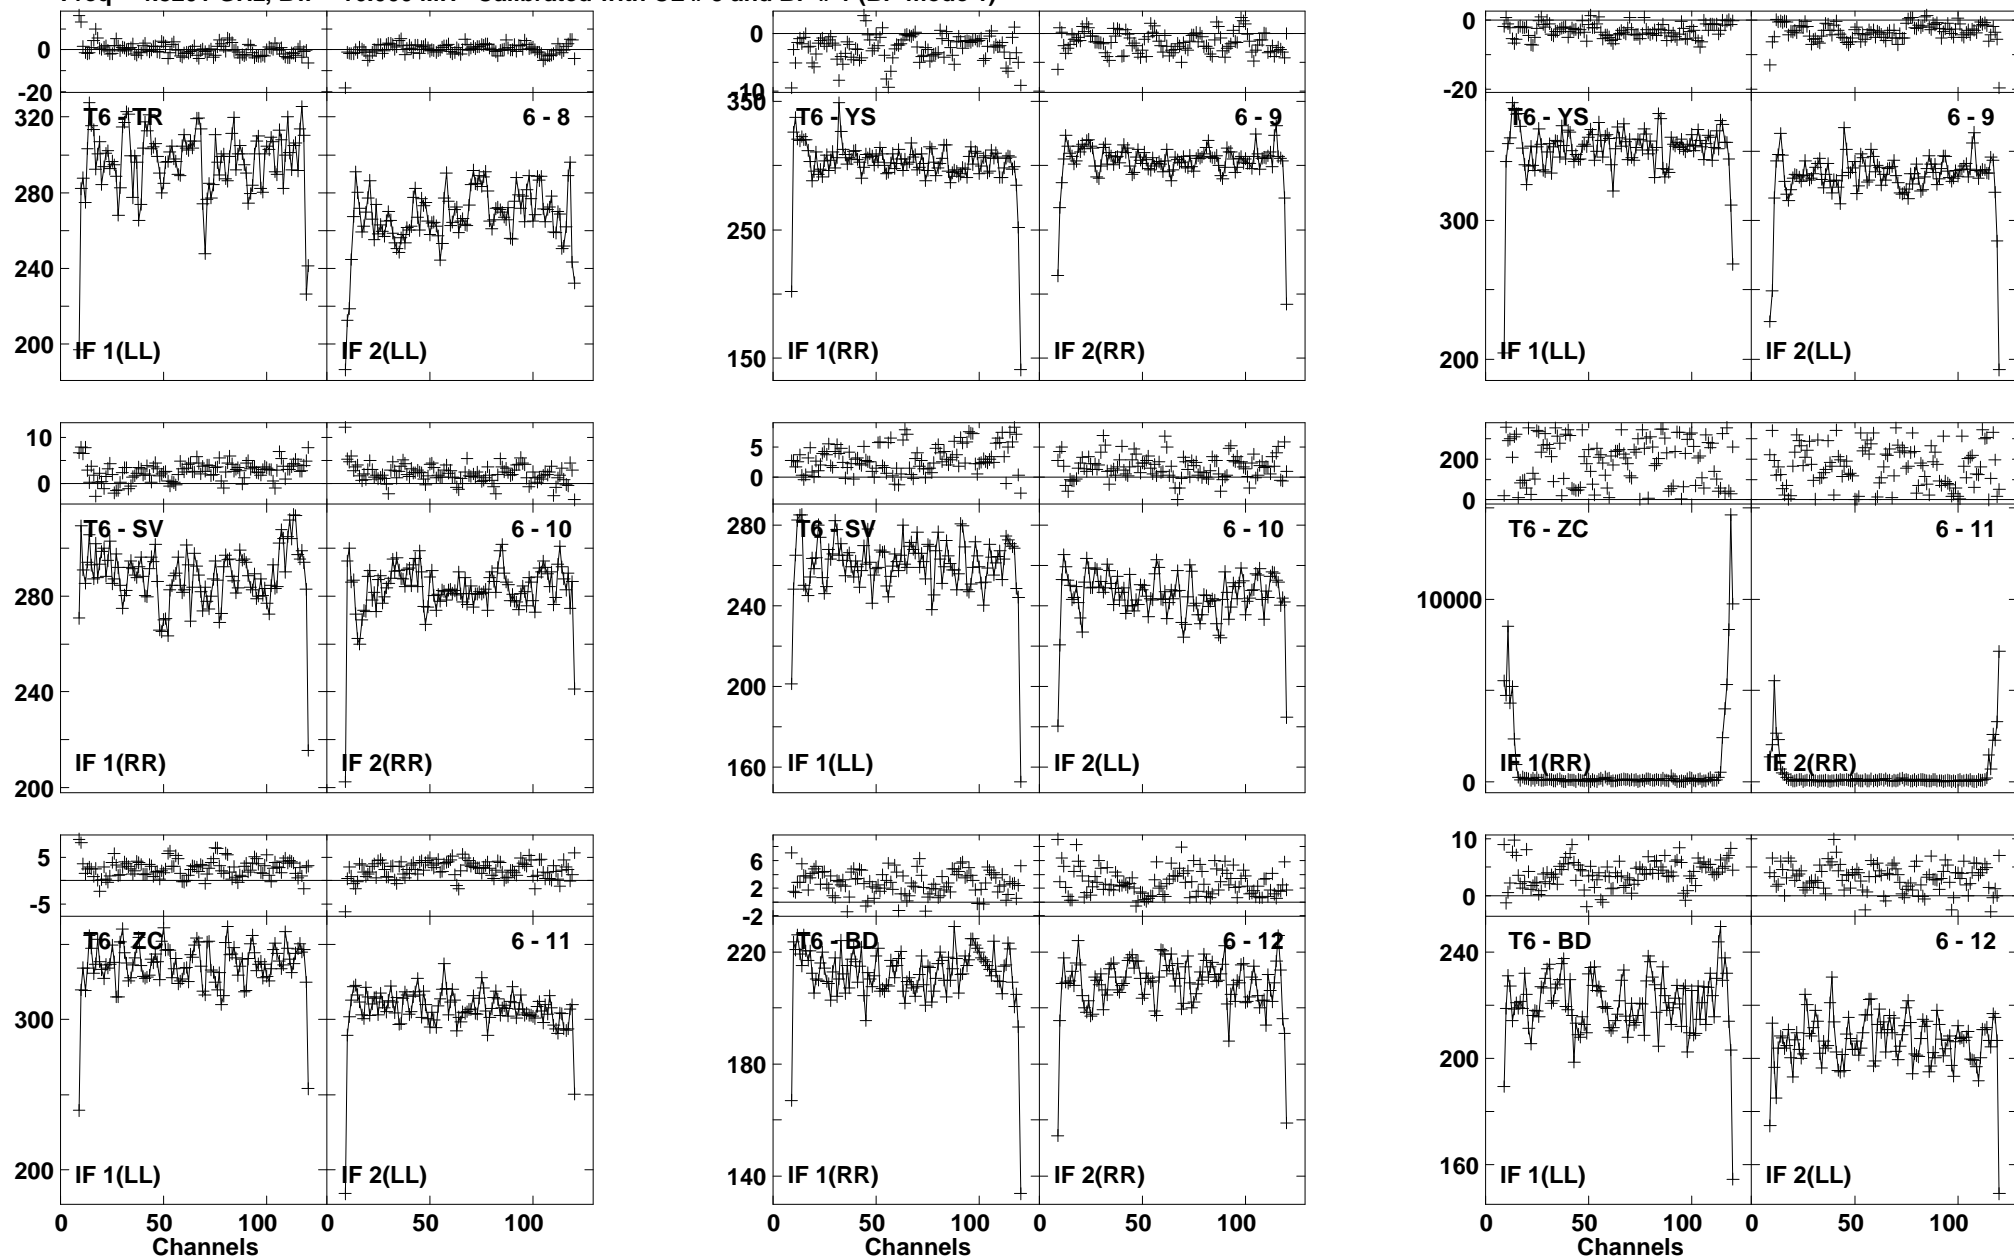 0
-20
320
280
240
200
T6 - TR
6 - 8
IF 1(LL)
IF 2(LL)
0
-10
350
250
150
T6 - YS
6 - 9
IF 1(RR)
IF 2(RR)
0
-20
300
200
T6 - YS
6 - 9
IF 1(LL)
IF 2(LL)
10
0
280
240
200
T6 - SV
6 - 10
IF 1(RR)
IF 2(RR)
5
0
280
240
200
160
T6 - SV
6 - 10
IF 1(LL)
IF 2(LL)
200
0
10000
0
T6 - ZC
6 - 11
IF 1(RR)
IF 2(RR)
5
-5
300
200
T6 - ZC
6 - 11
IF 1(LL)
IF 2(LL)
0 50 100 0 50 100
Channels
6
2
-2
220
180
140
T6 - BD
6 - 12
IF 1(RR)
IF 2(RR)
0 50 100 0 50 100
Channels
10
0
240
200
160
T6 - BD
6 - 12
IF 1(LL)
IF 2(LL)
0 50 100 0 50 100
Channels